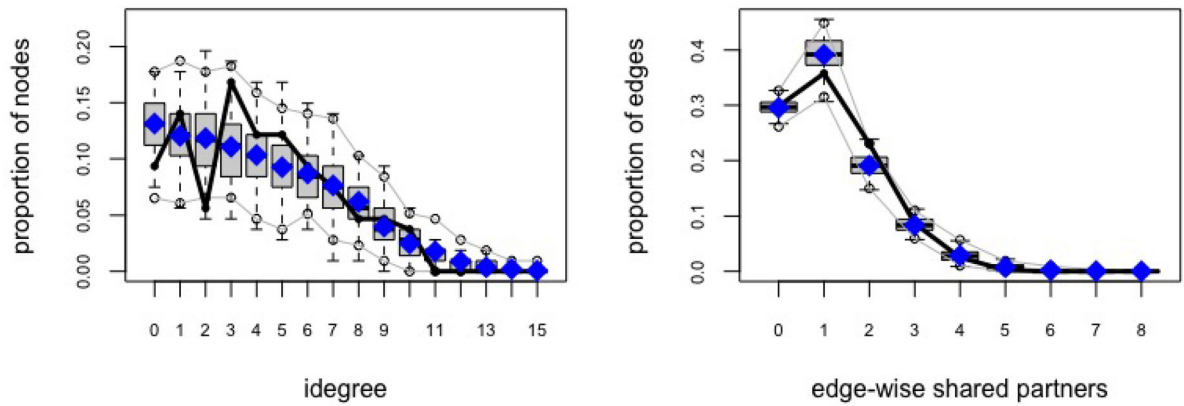 proportion of nodes
0.00 0.05 0.10 0.15 0.20
0 1 2 3 4 5 6 7 8 9 11 13 15
idegree
proportion of edges
0.0 0.1 0.2 0.3 0.4
0 1 2 3 4 5 6 7 8
edge-wise shared partners